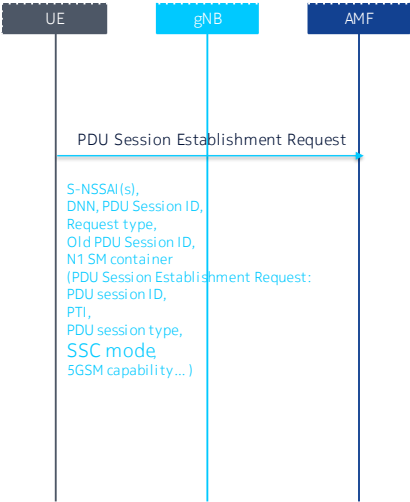 UE
gNB
AMF
PDU Session Establishment Request
S-NSSAI(s),
DNN, PDU Session ID,
Request type,
Old PDU Session ID,
N1 SM container
(PDU Session Establishment Request:
PDU session ID,
PTI,
PDU session type,
SSC mode,
5GSM capability... )